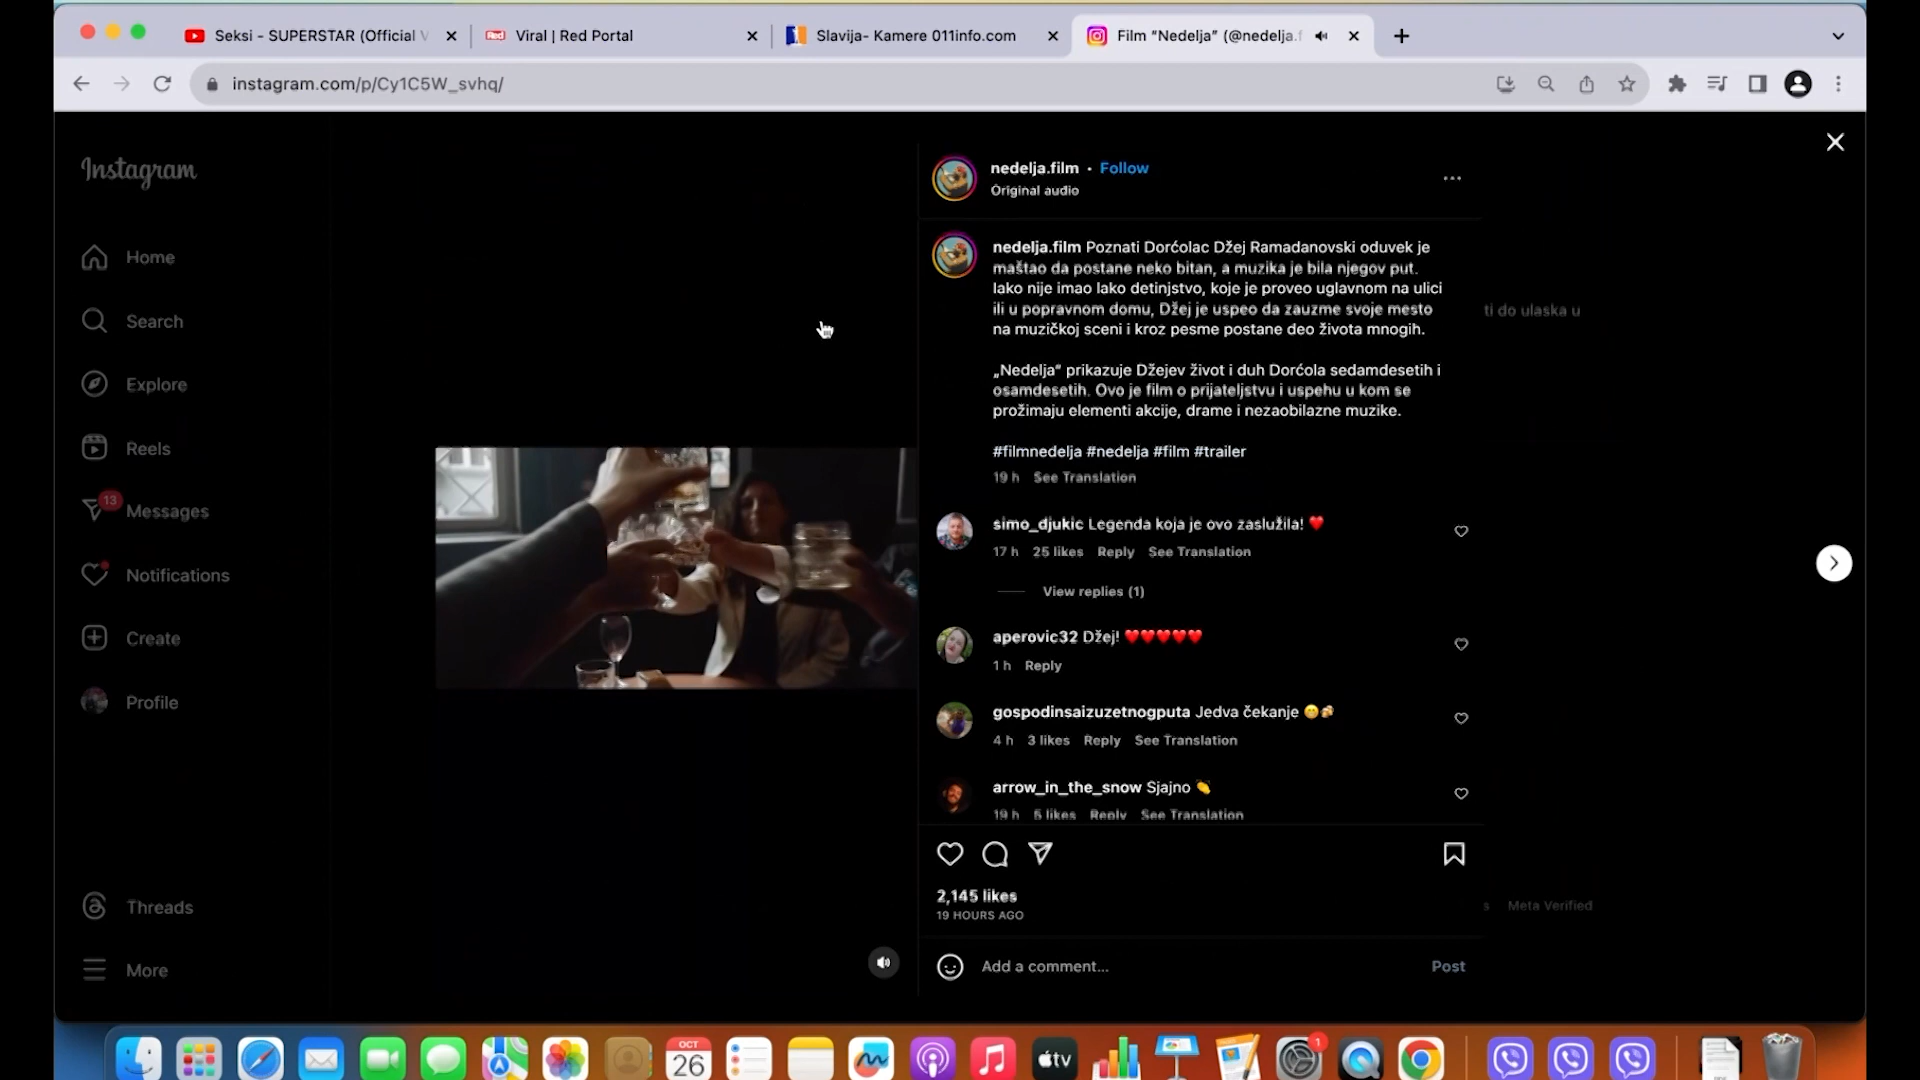 Seksi - SUPERSTAR (Official V
Viral | Red Portal
Slavija- Kamere 011info.com
Film "Nedelja" (@nedelja.f
instagram.com/p/Cy1C5W_svhq/
Instagram
Home
Search
Explore
Reels
13
Messages
Notifications
Create
Profile
Threads
More
nedelja.film • Follow
Original audio
nedelja.film Poznati Dorćolac Džej Ramadanovski oduvek je
maštao da postane neko bitan, a muzika je bila njegov put.
Iako nije imao lako detinjstvo, koje je proveo uglavnom na ulici
ili u popravnom domu, Džej je uspeo da zauzme svoje mesto
na muzičkoj sceni i kroz pesme postane deo života mnogih.
„Nedelja“ prikazuje Džejev život i duh Dorćola sedamdesetih i
osamdesetih. Ovo je film o prijateljstvu i uspehu u kom se
prožimaju elementi akcije, drame i nezaobilazne muzike.
#filmnedelja #nedelja #film #trailer
19 h See Translation
simo_djukic Legenda koja je ovo zaslužila! ❤️
17 h 25 likes Reply See Translation
View replies (1)
aperovic32 Džej! ❤️❤️❤️❤️❤️
1 h Reply
gospodinsaizuzetnogputa Jedva čekanje 😁🍻
4 h 3 likes Reply See Translation
arrow_in_the_snow Sjajno 👏
19 h 5 likes Reply See Translation
2,145 likes
19 HOURS AGO
Add a comment... Post
ti do ulaska u
s Meta Verified
OCT
26
tv
1